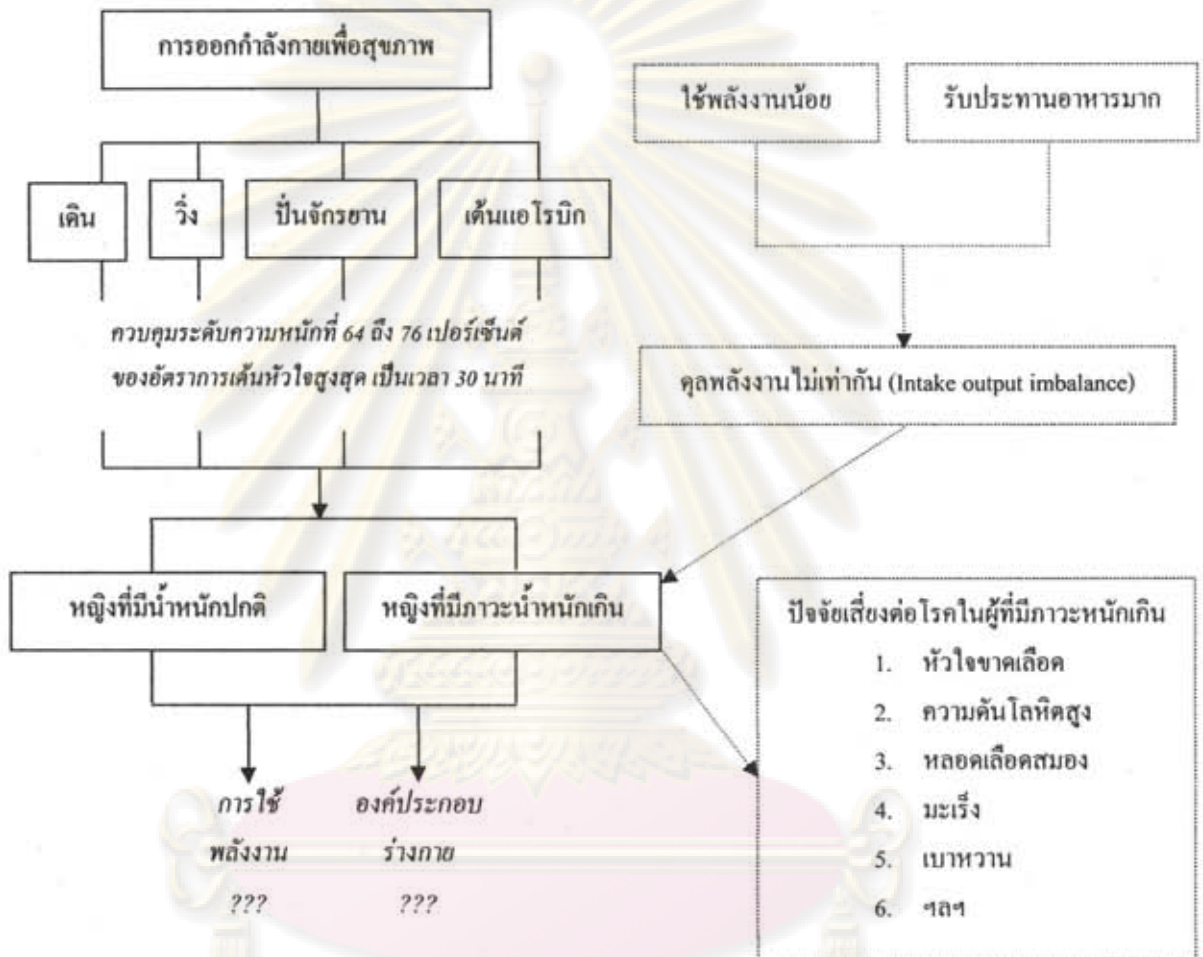 การออกกำลังกายเพื่อสุขภาพ
ใช้พลังงานน้อย
รับประทานอาหารมาก
เดิน
วิ่ง
ปั่นจักรยาน
เต้นแอโรบิก
ควบคุมระดับความหนักที่ 64 ถึง 76 เปอร์เซ็นต์
ของอัตราการเต้นหัวใจสูงสุด เป็นเวลา 30 นาที
ดุลพลังงานไม่เท่ากัน (Intake output imbalance)
หญิงที่มีน้ำหนักปกติ
หญิงที่มีภาวะน้ำหนักเกิน
ปัจจัยเสี่ยงต่อโรคในผู้ที่มีภาวะหนักเกิน
1. หัวใจขาดเลือด
2. ความดันโลหิตสูง
3. หลอดเลือดสมอง
4. มะเร็ง
5. เบาหวาน
6. ฯลฯ
การใช้
พลังงาน
???
องค์ประกอบ
ร่างกาย
???